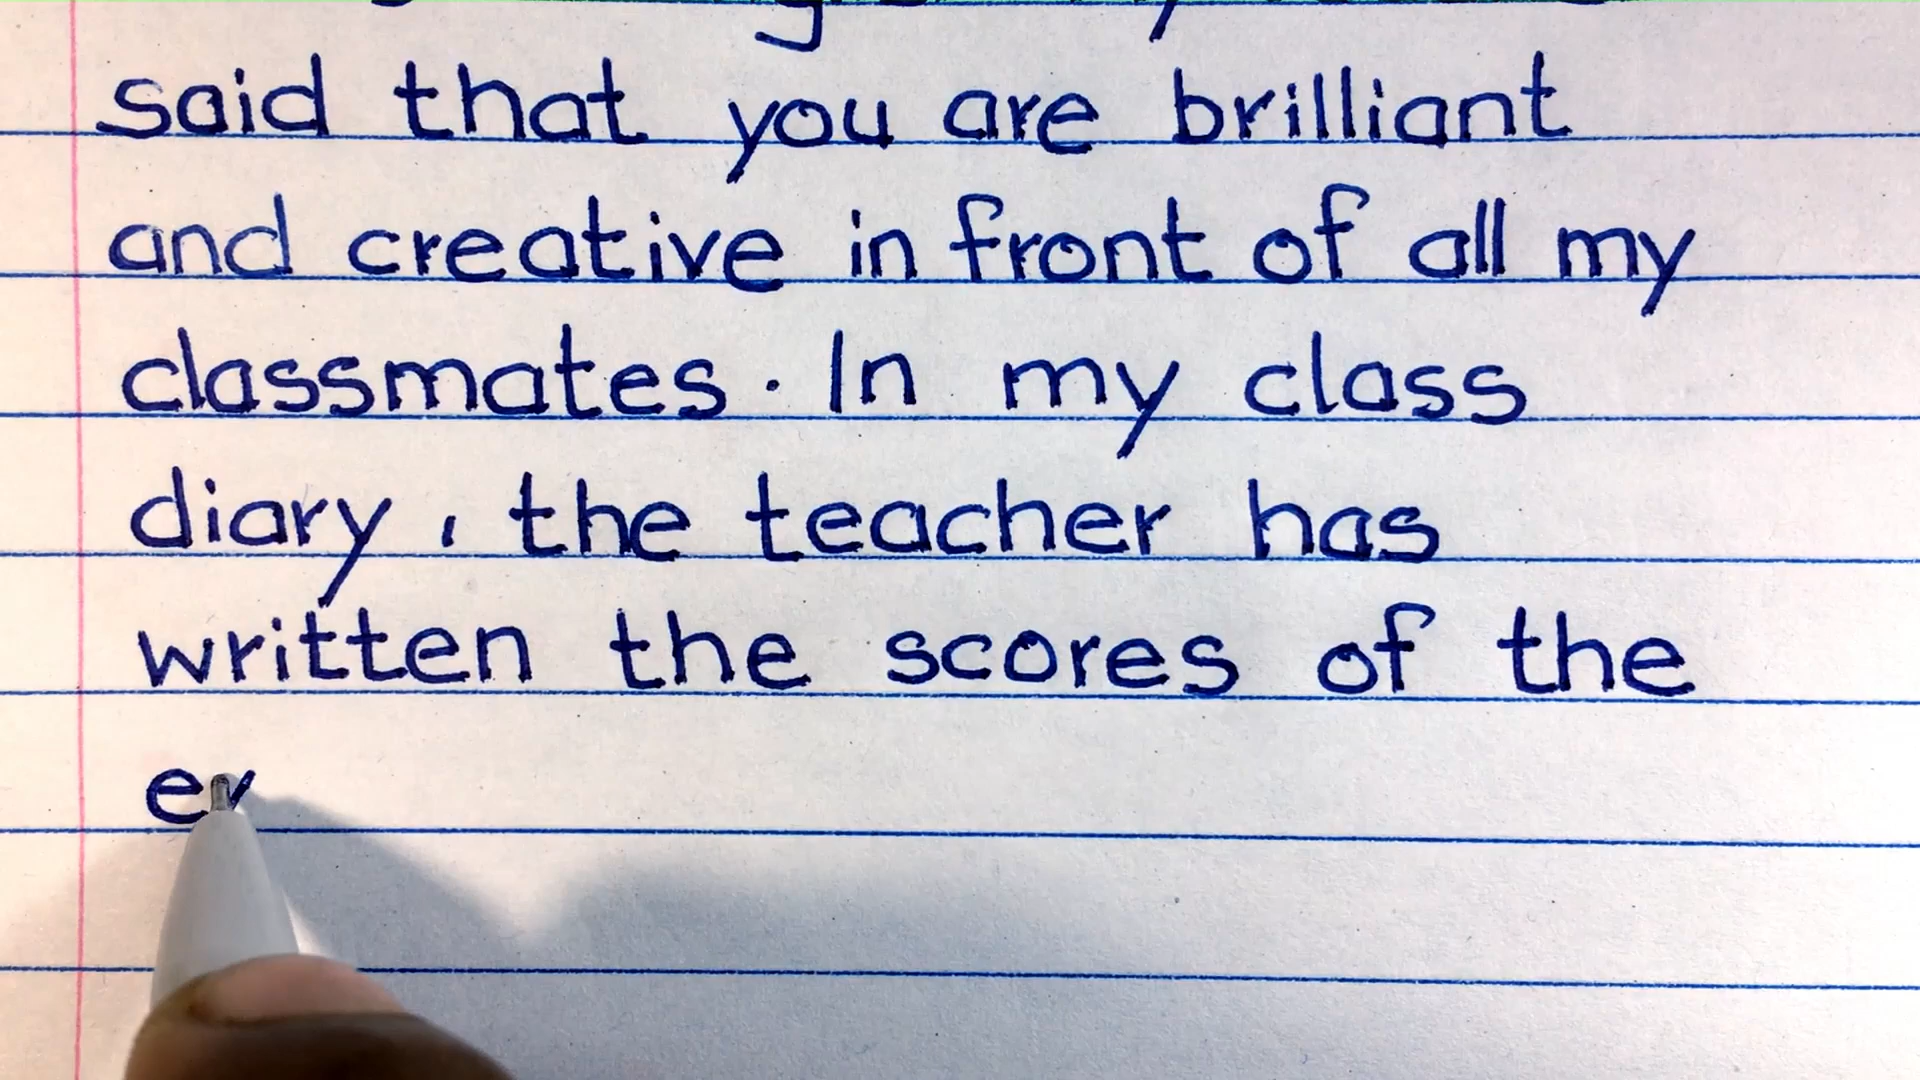 said that you are brilliant
and creative in front of all my
classmates. In my class
diary, the teacher has
written the scores of the